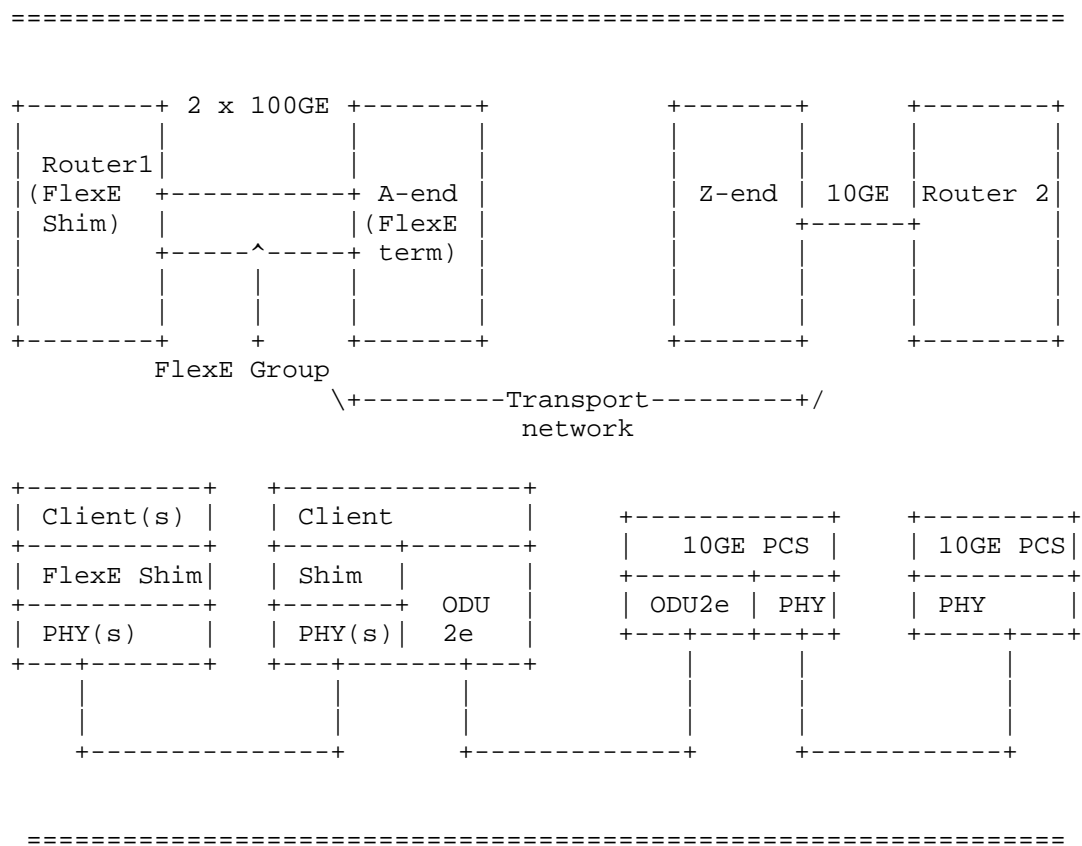 2 x 100GE
Router1
(FlexE A-end Z-end 10GE Router 2
Shim) (FlexE
term)
FlexE Group
Transport
network
Client(s) Client
10GE PCS 10GE PCS
FlexE Shim Shim
ODU ODU2e PHY PHY
PHY(s) PHY(s) 2e